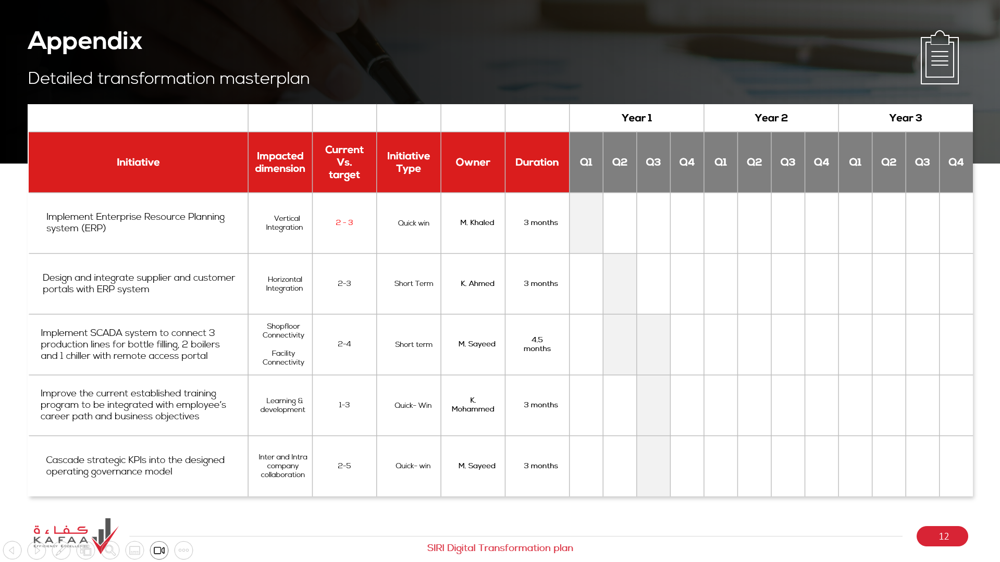 Appendix
Detailed transformation masterplan
Year 1
Year 2
Year 3
Initiative
Impacted
dimension
Current
Vs.
target
Initiative
Type
Owner
Duration
Q1
Q2
Q3
Q4
Q1
Q2
Q3
Q4
Q1
Q2
Q3
Q4
Implement Enterprise Resource Planning
system (ERP)
Vertical
Integration
2 - 3
Quick win
M. Khaled
3 months
Design and integrate supplier and customer
portals with ERP system
Horizontal
Integration
2-3
Short Term
K. Ahmed
3 months
Implement SCADA system to connect 3
production lines for bottle filling, 2 boilers
and 1 chiller with remote access portal
Shopfloor
Connectivity
Facility
Connectivity
2-4
Short term
M. Sayeed
4.5
months
Improve the current established training
program to be integrated with employee's
career path and business objectives
Learning &
development
1-3
Quick- Win
K.
Mohammed
3 months
Cascade strategic KPIs into the designed
operating governance model
Inter and Intra
company
collaboration
2-5
Quick- win
M. Sayeed
3 months
كفاءة
KAFAA
EFFICIENCY EXCELLENCE
SIRI Digital Transformation plan
12